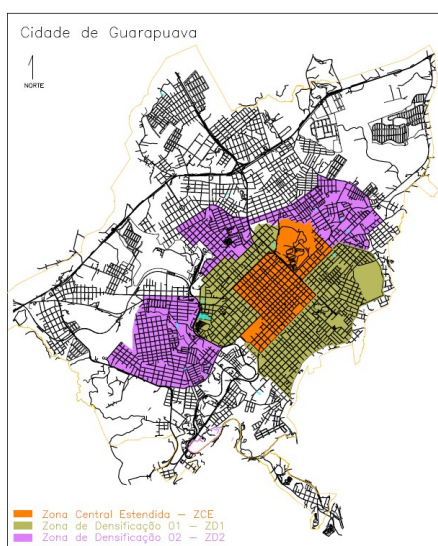 Cidade de Guarapuava
NORTE
Zona Central Estendida - ZCE
Zona de Densificação 01 - ZD1
Zona de Densificação 02 - ZD2